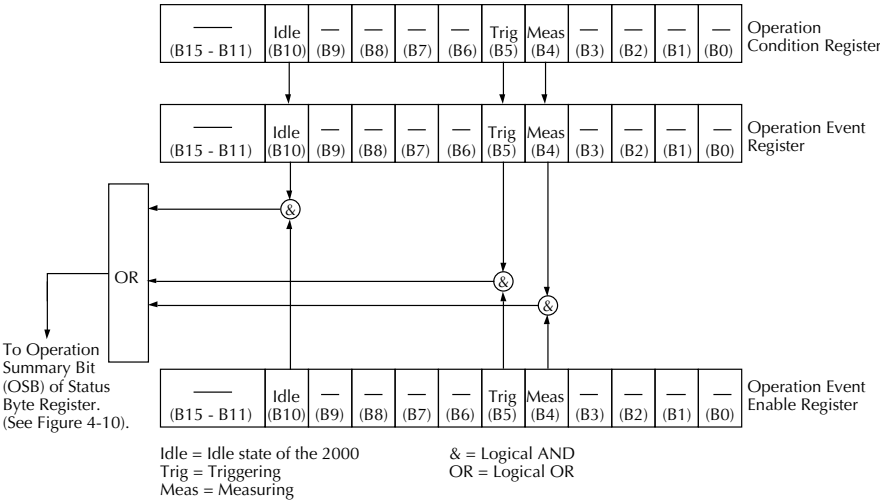 Idle Trig Meas
(B15 - B11) (B10) (B9) (B8) (B7) (B6) (B5) (B4) (B3) (B2) (B1) (B0)
Operation
Condition Register
Idle Trig Meas
(B15 - B11) (B10) (B9) (B8) (B7) (B6) (B5) (B4) (B3) (B2) (B1) (B0)
Operation Event
Register
&
OR
&
&
To Operation
Summary Bit
(OSB) of Status
Byte Register.
(See Figure 4-10).
Idle Trig Meas
(B15 - B11) (B10) (B9) (B8) (B7) (B6) (B5) (B4) (B3) (B2) (B1) (B0)
Operation Event
Enable Register
Idle = Idle state of the 2000
Trig = Triggering
Meas = Measuring
& = Logical AND
OR = Logical OR